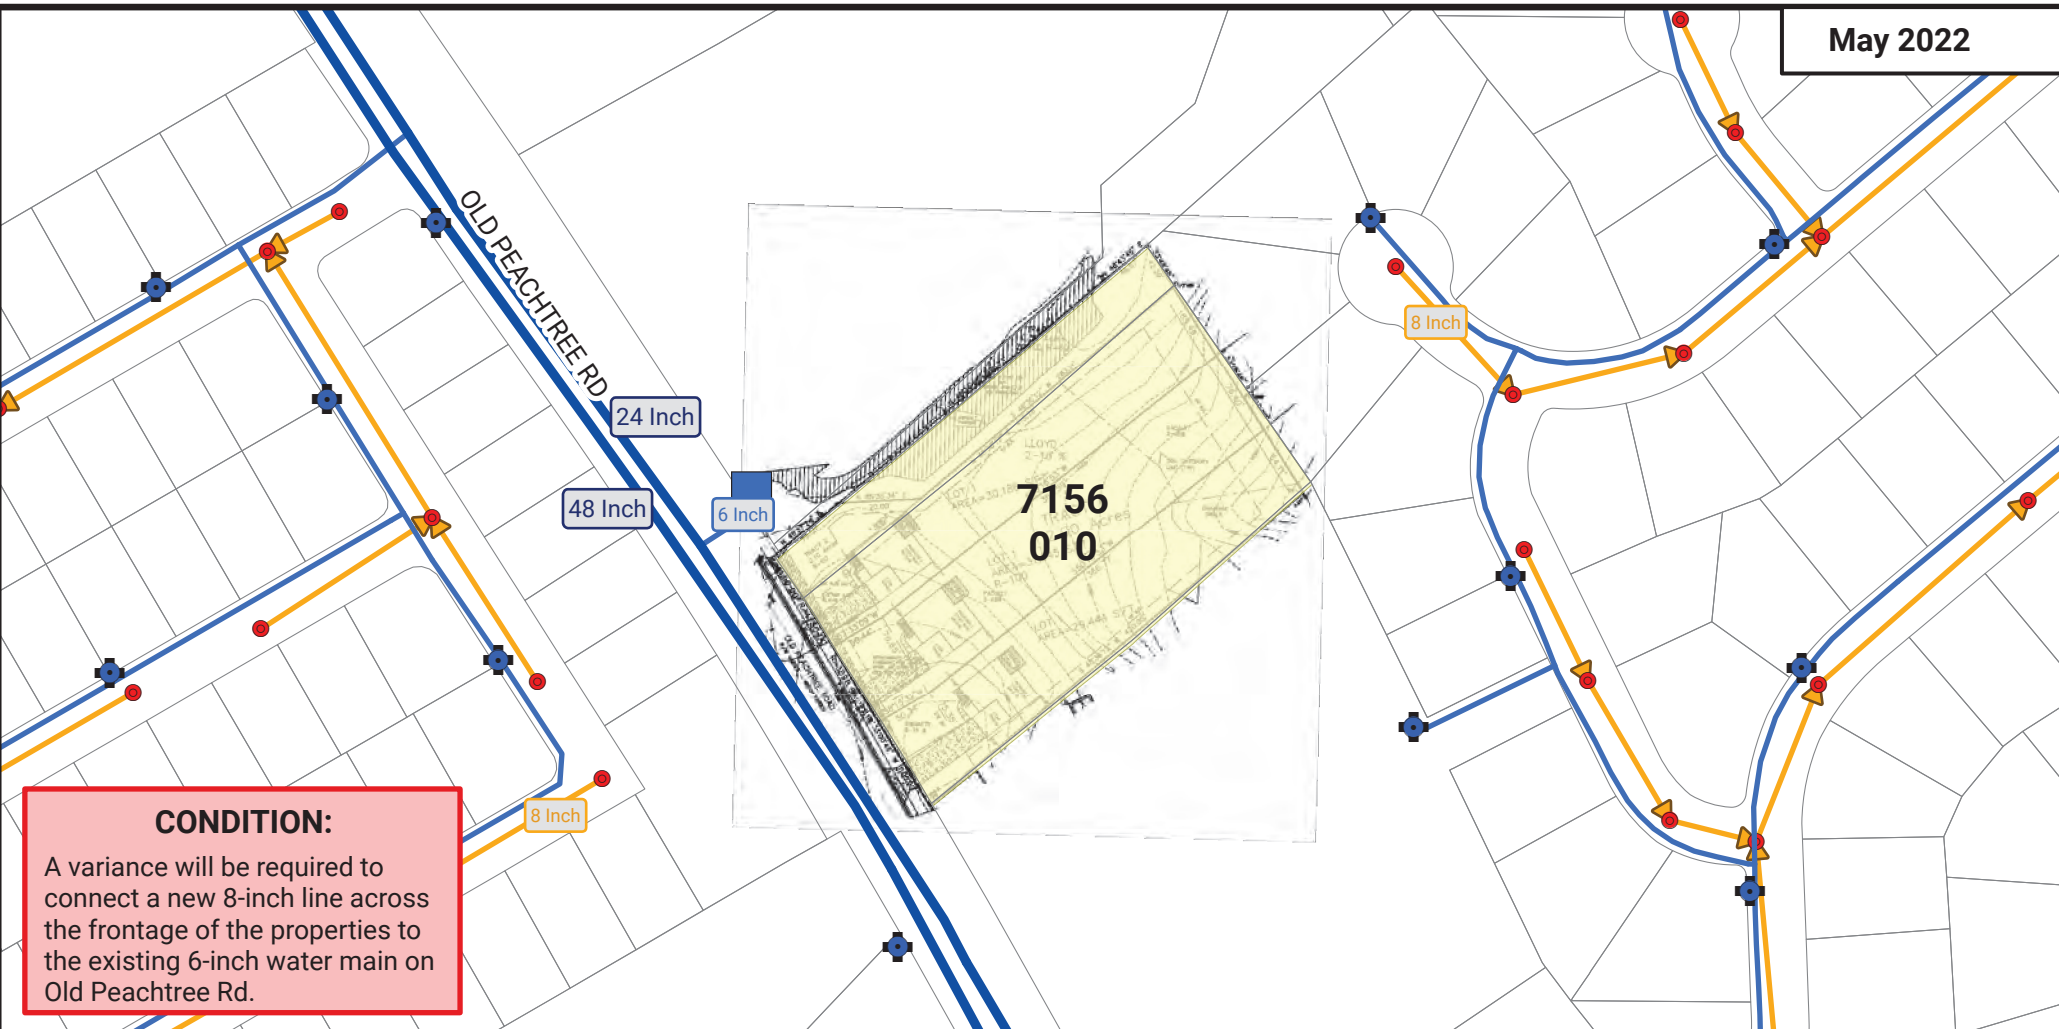 May 2022
OLD PEACHTREE RD
24 Inch
48 Inch
6 Inch
8 Inch
7156
010
8 Inch
CONDITION:
A variance will be required to
connect a new 8-inch line across
the frontage of the properties to
the existing 6-inch water main on
Old Peachtree Rd.